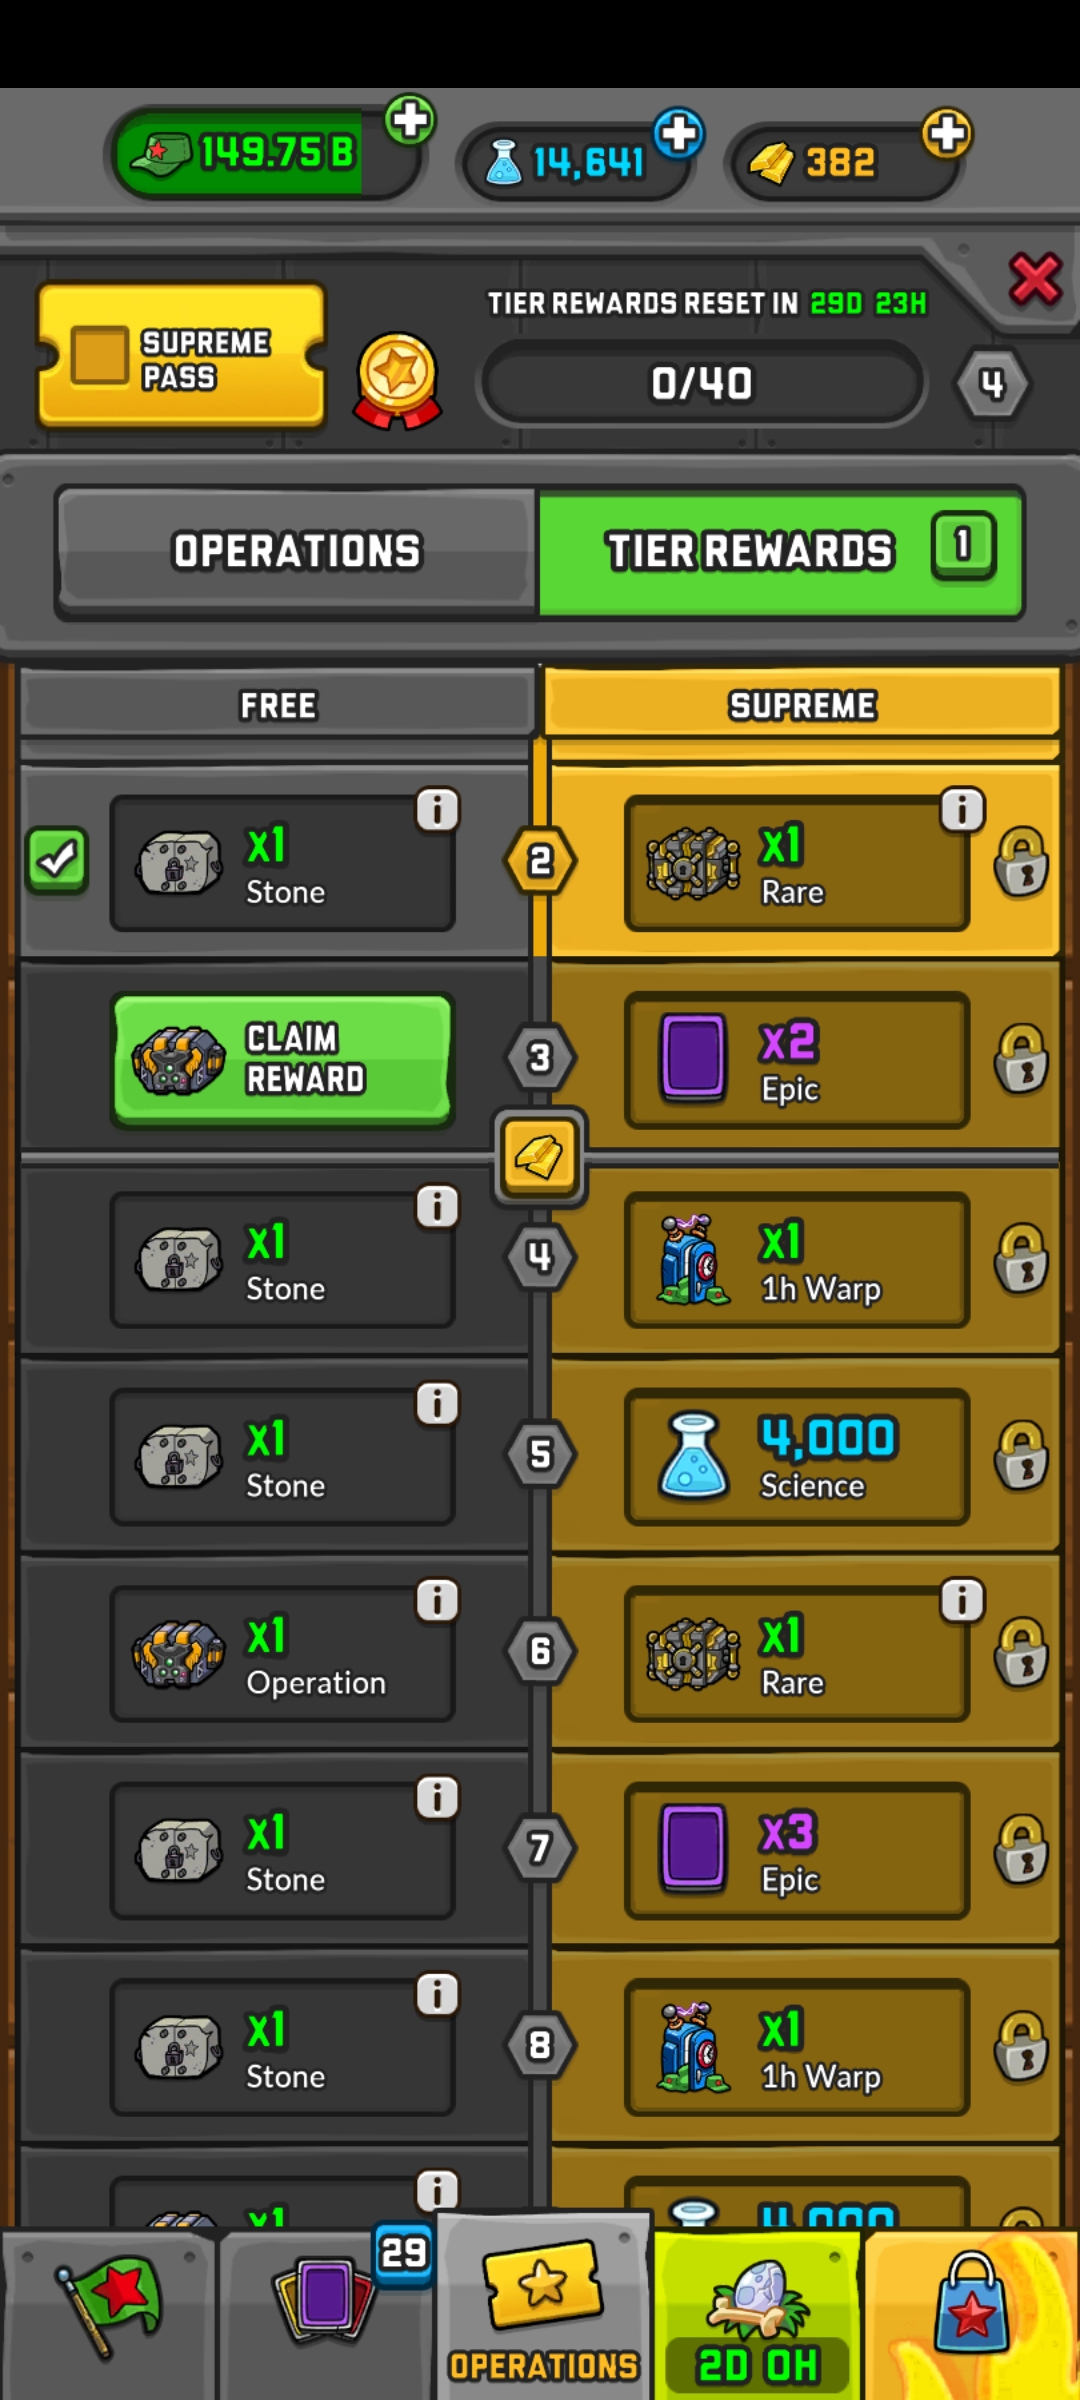 149.75 B
14,641
382
TIER REWARDS RESET IN 29D 23H
SUPREME
PASS
0/40
4
OPERATIONS
TIER REWARDS
1
FREE
SUPREME
x1
Stone
2
x1
Rare
CLAIM
REWARD
3
x2
Epic
x1
Stone
4
x1
1h Warp
x1
Stone
5
4,000
Science
x1
Operation
6
x1
Rare
x1
Stone
7
x3
Epic
x1
Stone
8
x1
1h Warp
x1
4,000
29
OPERATIONS
2D 0H